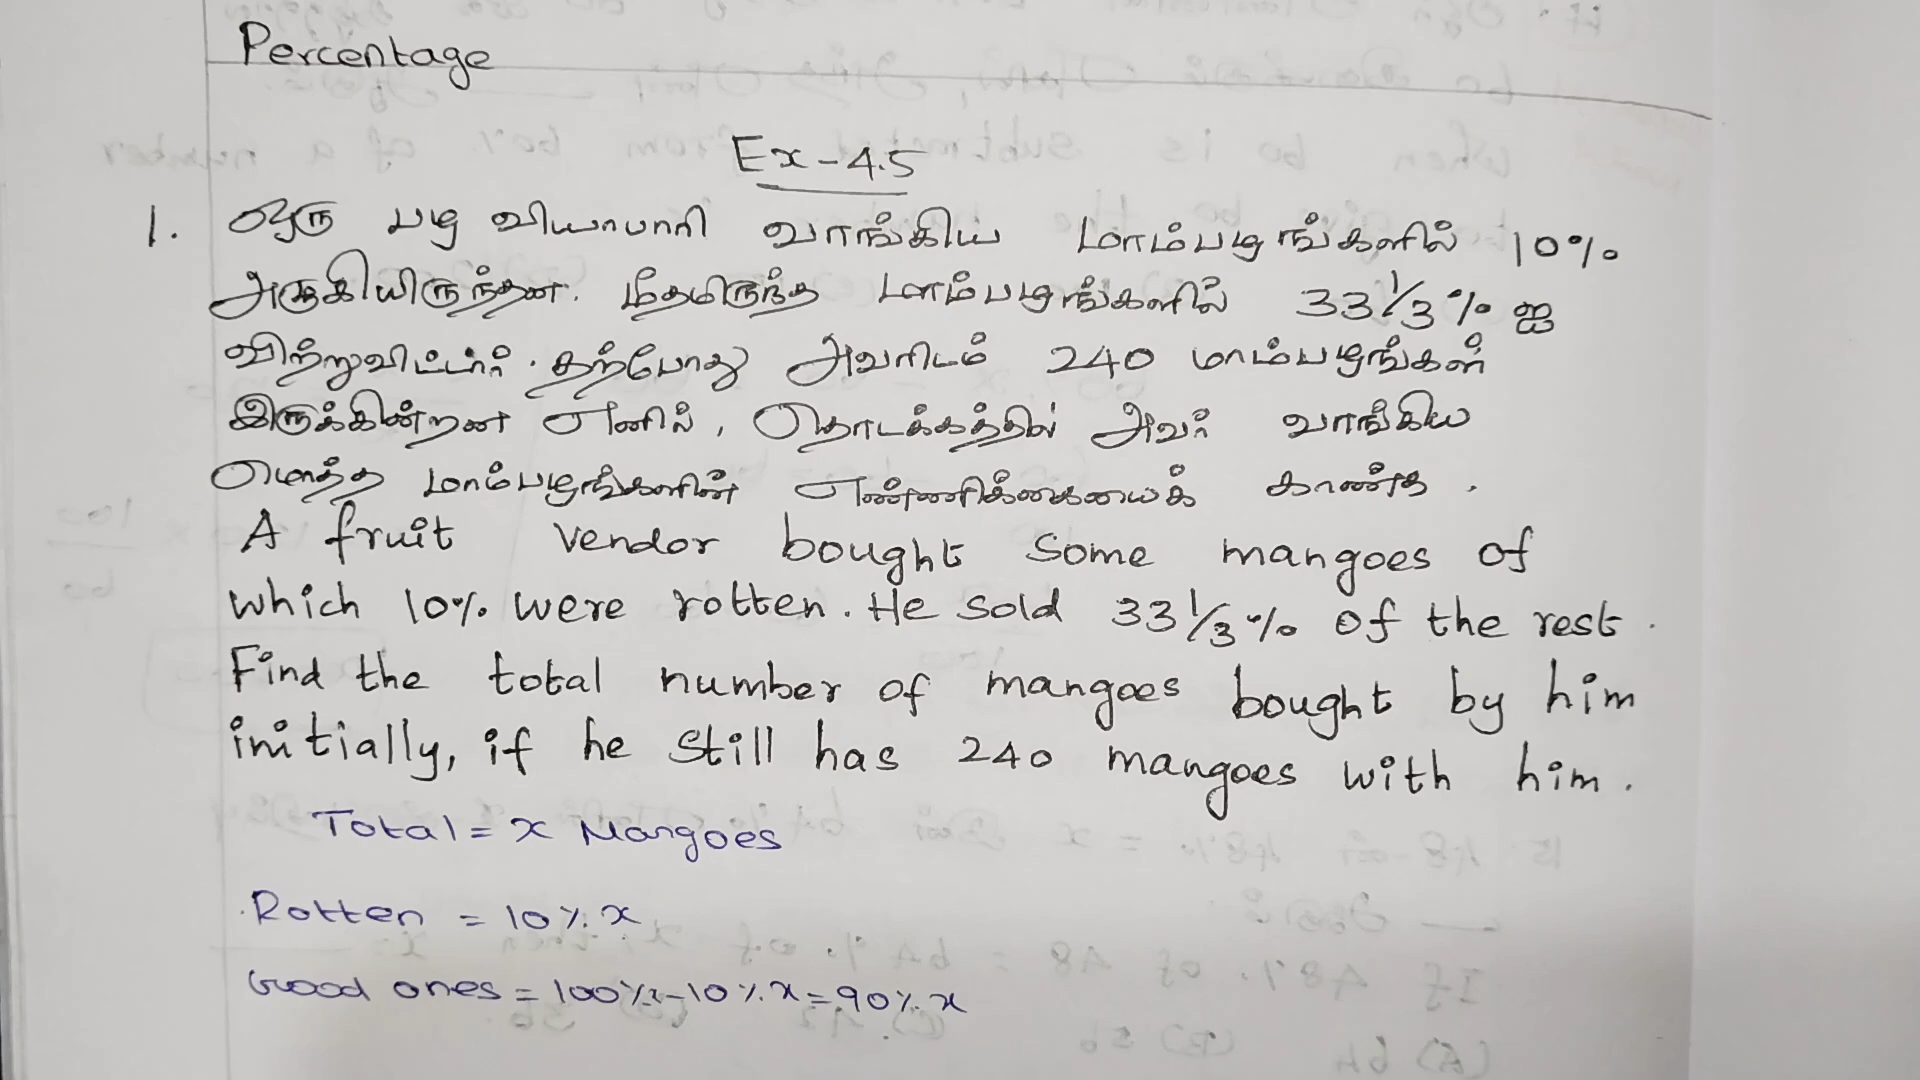 Percentage
Ex-4.5
1. ஒரு பழ வியாபாரி வாங்கிய மாம்பழங்களில் 10%
அழுகியிருந்தன. மீதமிருந்த மாம்பழங்களில் 33 1/3 % ஐ
விற்றுவிட்டார். தற்போது அவரிடம் 240 மாம்பழங்கள்
இருக்கின்றன எனில், தொடக்கத்தில் அவர் வாங்கிய
மொத்த மாம்பழங்களின் எண்ணிக்கையைக் காண்க.
A fruit vendor bought some mangoes of
which 10% were rotten. He sold 33 1/3 % of the rest.
Find the total number of mangoes bought by him
initially, if he still has 240 mangoes with him.
Total = x Mangoes
Rotten = 10% x
Good ones = 100%x - 10% x = 90% x